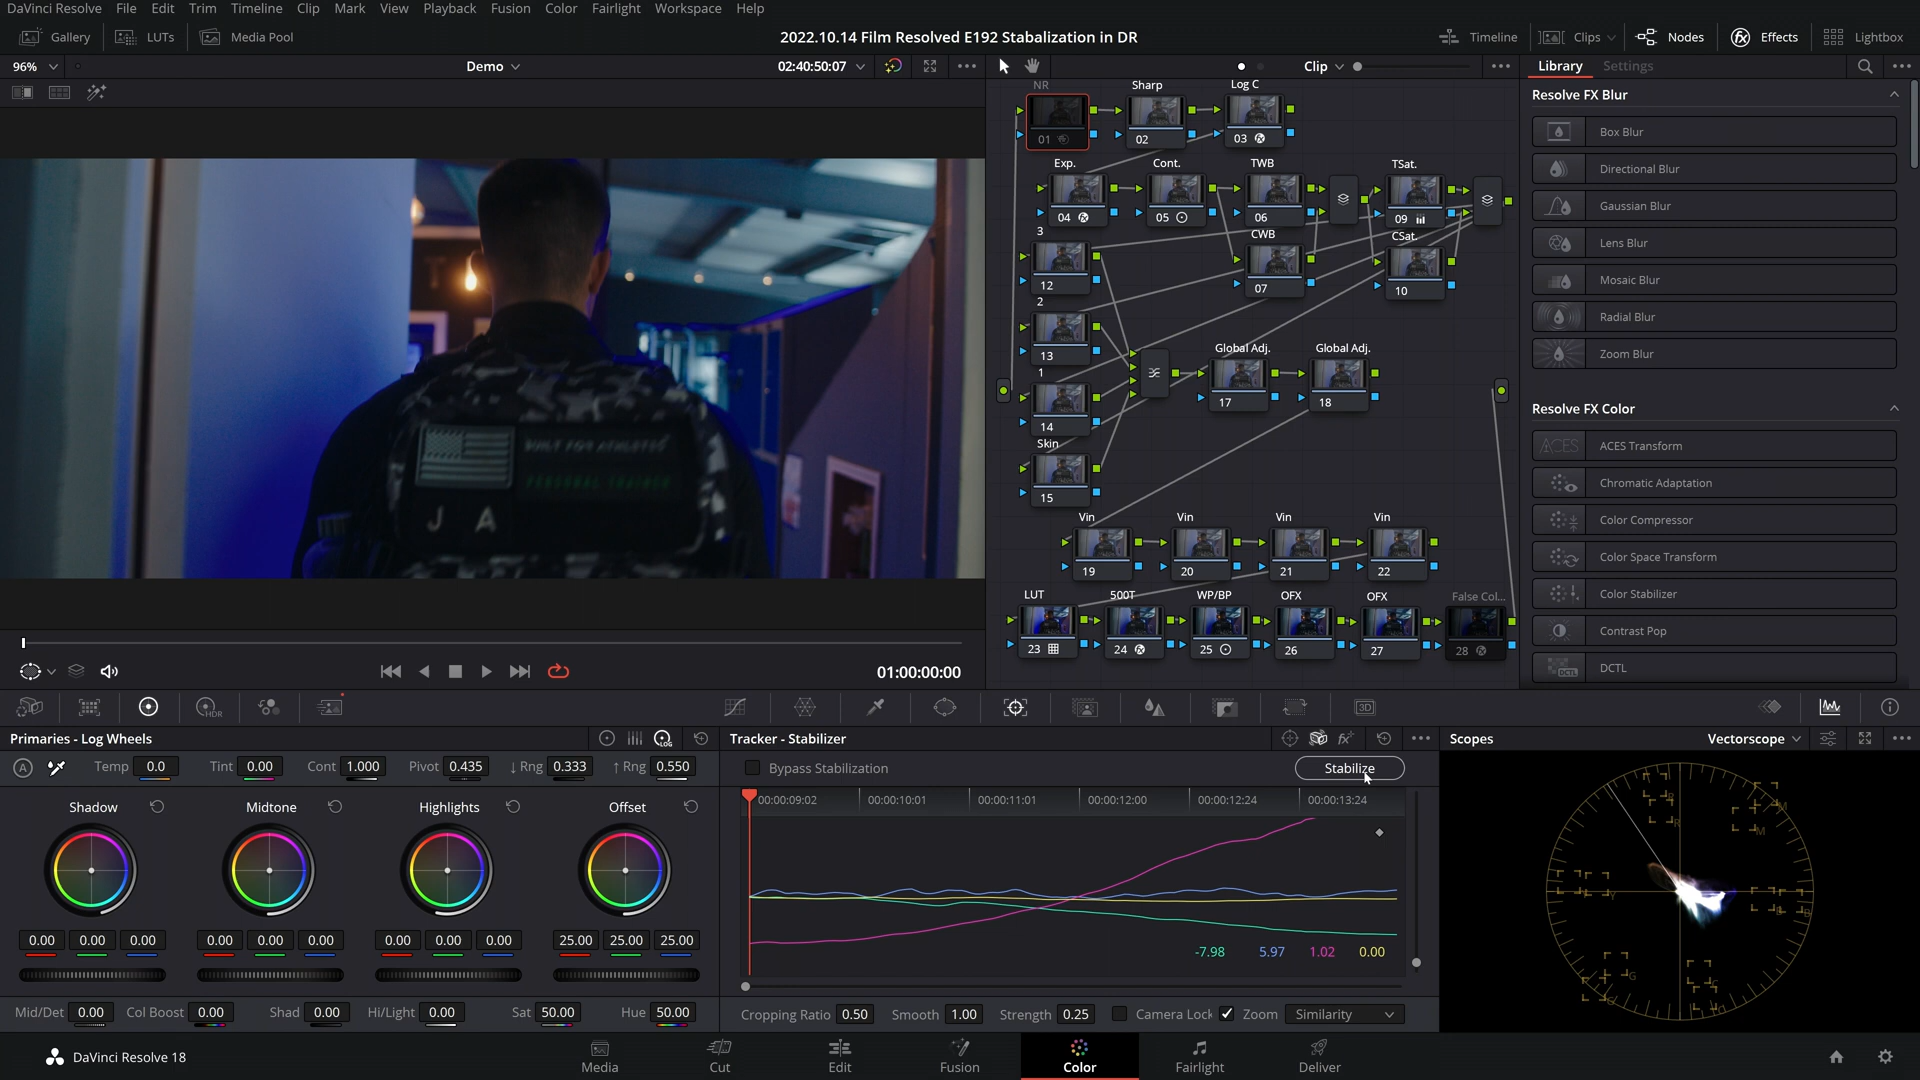 DaVinci Resolve File Edit Trim Timeline Clip Mark View Playback Fusion Color Fairlight Workspace Help
Gallery LUTs Media Pool 2022.10.14 Film Resolved E192 Stabalization in DR Timeline Clips Nodes Effects Lightbox
96% Demo 02:40:50:07 Clip Library Settings
NR Sharp Log C
01 02 03
Exp. Cont. TWB TSat.
04 05 06 09
3 CWB CSat.
12 07 10
2
13
1 Global Adj. Global Adj.
14 17 18
Skin
15
Vin Vin Vin Vin
19 20 21 22
LUT 500T WP/BP OFX OFX False Col...
23 24 25 26 27 28
BUILT FOR ATHLETES
PERSONAL TRAINER
J A
01:00:00:00
Resolve FX Blur
Box Blur
Directional Blur
Gaussian Blur
Lens Blur
Mosaic Blur
Radial Blur
Zoom Blur
Resolve FX Color
ACES Transform
Chromatic Adaptation
Color Compressor
Color Space Transform
Color Stabilizer
Contrast Pop
DCTL
HDR 3D
Primaries - Log Wheels LOG
A Temp 0.0 Tint 0.00 Cont 1.000 Pivot 0.435 ↓ Rng 0.333 ↑ Rng 0.550
Shadow Midtone Highlights Offset
0.00 0.00 0.00 0.00 0.00 0.00 0.00 0.00 0.00 25.00 25.00 25.00
Mid/Det 0.00 Col Boost 0.00 Shad 0.00 Hi/Light 0.00 Sat 50.00 Hue 50.00
Tracker - Stabilizer
Bypass Stabilization Stabilize
00:00:09:02 00:00:10:01 00:00:11:01 00:00:12:00 00:00:12:24 00:00:13:24
-7.98 5.97 1.02 0.00
Cropping Ratio 0.50 Smooth 1.00 Strength 0.25 Camera Lock Zoom Similarity
Scopes Vectorscope
DaVinci Resolve 18 Media Cut Edit Fusion Color Fairlight Deliver